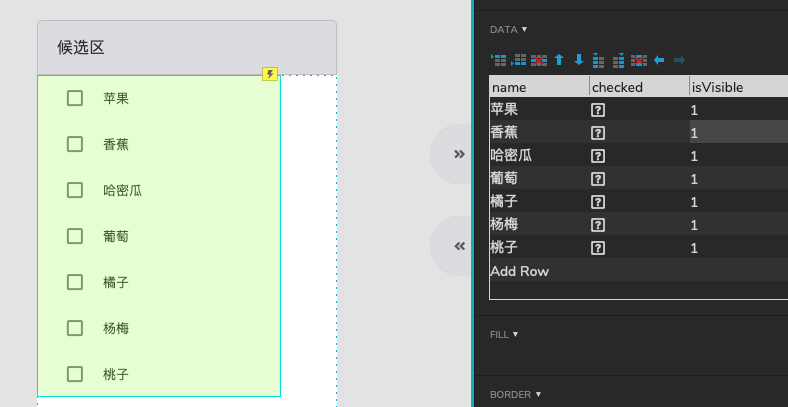 候选区
苹果
香蕉
哈密瓜
葡萄
橘子
杨梅
桃子
DATA
name checked isVisible
苹果 ? 1
香蕉 ? 1
哈密瓜 ? 1
葡萄 ? 1
橘子 ? 1
杨梅 ? 1
桃子 ? 1
Add Row
FILL
BORDER